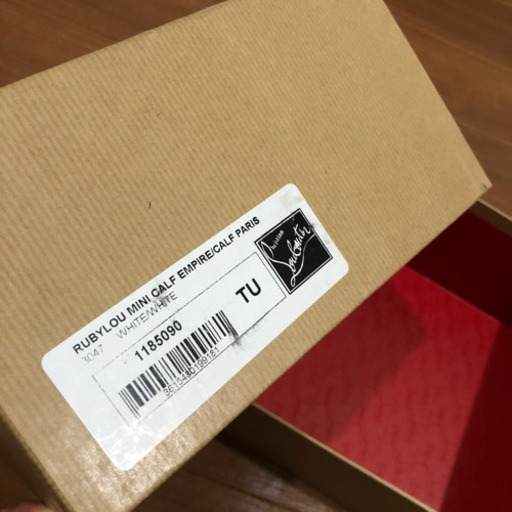 RUBYLOU MINI CALF EMPIRE/CALF PARIS
3047 WHITE/WHITE
1185090
TU
Christian
Louboutin